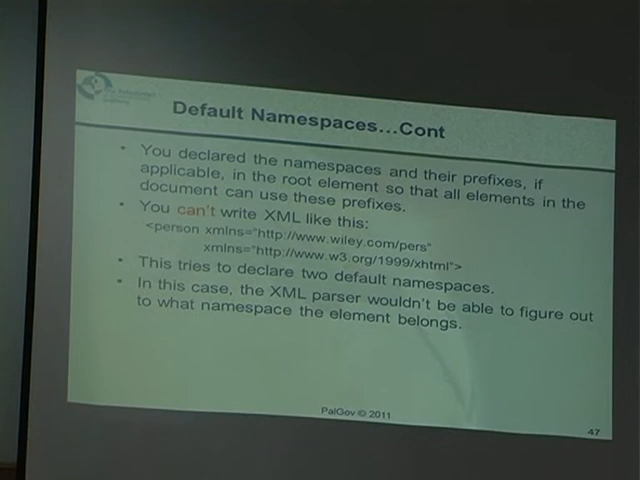 Default Namespaces...Cont
• You declared the namespaces and their prefixes, if
applicable, in the root element so that all elements in the
document can use these prefixes.
• You can't write XML like this:
<person xmlns="http://www.wiley.com/pers"
xmlns="http://www.w3.org/1999/xhtml">
• This tries to declare two default namespaces.
• In this case, the XML parser wouldn't be able to figure out
to what namespace the element belongs.
PalGov © 2011
47